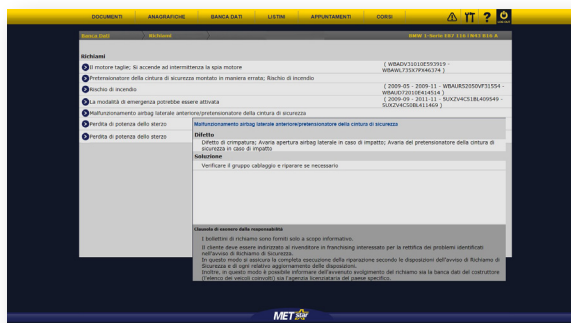 DOCUMENTI ANAGRAFICHE BANCA DATI LISTINI APPUNTAMENTI CORSI
Banca Dati Richiami BMW 1-Serie E87 116 i N43 B16 A
Richiami
Il motore taglie; Si accende ad intermittenza la spia motore
( WBADV31010E593919 - WBAWL735X7PX46374 )
Pretensionatore della cintura di sicurezza montato in maniera errata; Rischio di incendio
Rischio di incendio
( 2009-05 - 2009-11 - WBAUR52050VF31554 - WBAUD72010E414514 )
La modalità di emergenza potrebbe essere attivata
( 2009-09 - 2011-11 - 5UXZV4C51BL409549 - 5UXZV4C50BL411469 )
Malfunzionamento airbag laterale anteriore/pretensionatore della cintura di sicurezza
Perdita di potenza dello sterzo
Perdita di potenza dello sterzo
Malfunzionamento airbag laterale anteriore/pretensionatore della cintura di sicurezza
Difetto
Difetto di crimpatura; Avaria apertura airbag laterale in caso di impatto; Avaria del pretensionatore della cintura di
sicurezza in caso di impatto
Soluzione
Verificare il gruppo cablaggio e riparare se necessario
Clausola di esonero dalla responsabilità
I bollettini di richiamo sono forniti solo a scopo informativo.
Il cliente deve essere indirizzato al rivenditore in franchising interessato per la rettifica dei problemi identificati
nell'avviso di Richiamo di Sicurezza.
In questo modo si assicura la completa esecuzione della riparazione secondo le disposizioni dell'avviso di Richiamo di
Sicurezza e di ogni relativo aggiornamento delle disposizioni.
Inoltre, in questo modo è possibile informare dell'avvenuto svolgimento del richiamo sia la banca dati del costruttore
(l'elenco dei veicoli coinvolti) sia l'agenzia licenziataria del paese specifico.
MET